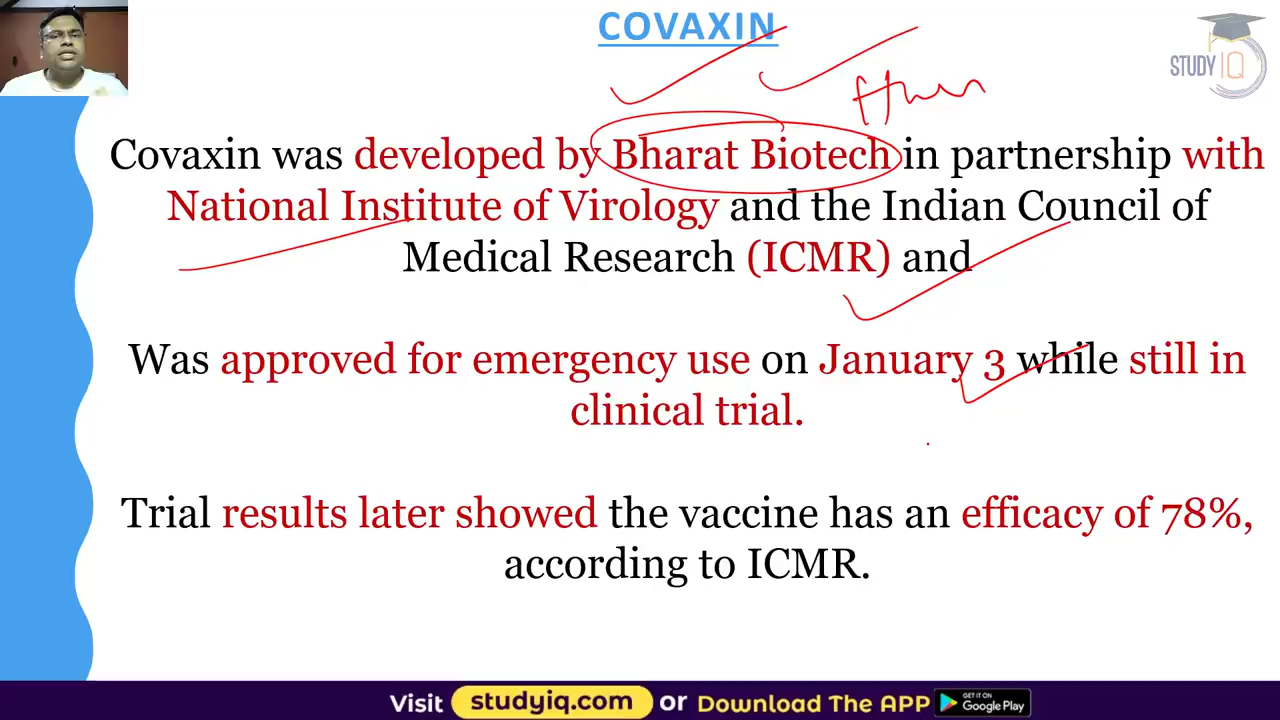 COVAXIN
STUDY IQ
Covaxin was developed by Bharat Biotech in partnership with
National Institute of Virology and the Indian Council of
Medical Research (ICMR) and
Was approved for emergency use on January 3 while still in
clinical trial.
Trial results later showed the vaccine has an efficacy of 78%,
according to ICMR.
Visit studyiq.com or Download The APP GET IT ON Google Play